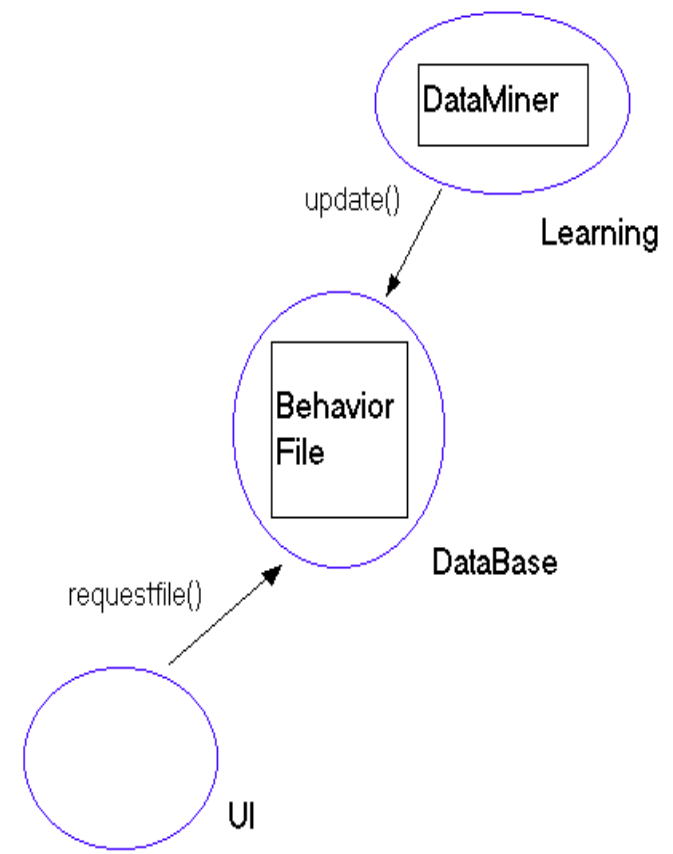 DataMiner
update()
Learning
Behavior
File
DataBase
requestfile()
UI